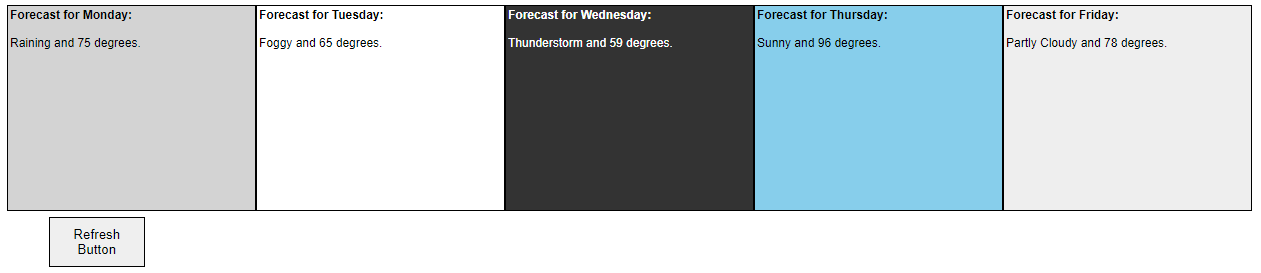 Forecast for Monday:
Raining and 75 degrees.
Forecast for Tuesday:
Foggy and 65 degrees.
Forecast for Wednesday:
Thunderstorm and 59 degrees.
Forecast for Thursday:
Sunny and 96 degrees.
Forecast for Friday:
Partly Cloudy and 78 degrees.
Refresh
Button